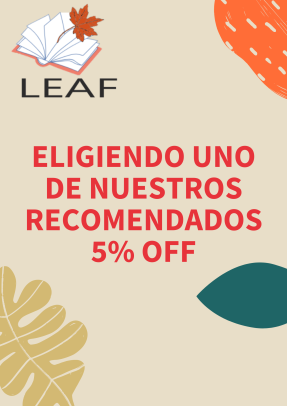 LEAF
ELIGIENDO UNO
DE NUESTROS
RECOMENDADOS
5% OFF